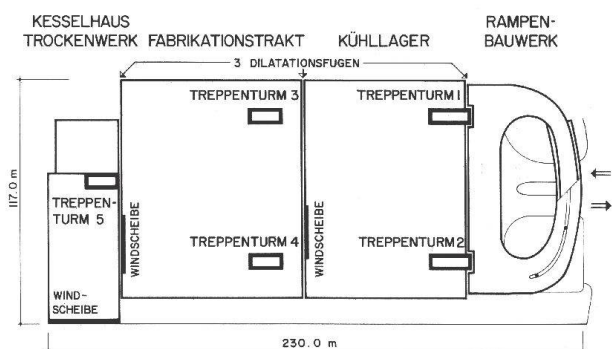 KESSELHAUS
TROCKENWERK
FABRIKATIONSTRAKT
KÜHLLAGER
RAMPEN-
BAUWERK
3 DILATATIONSFUGEN
TREPPENTURM 3
TREPPENTURM 1
117.0 m
TREPPEN-
TURM 5
WINDSCHEIBE
WINDSCHEIBE
TREPPENTURM 4
TREPPENTURM 2
WIND-
SCHEIBE
230.0 m